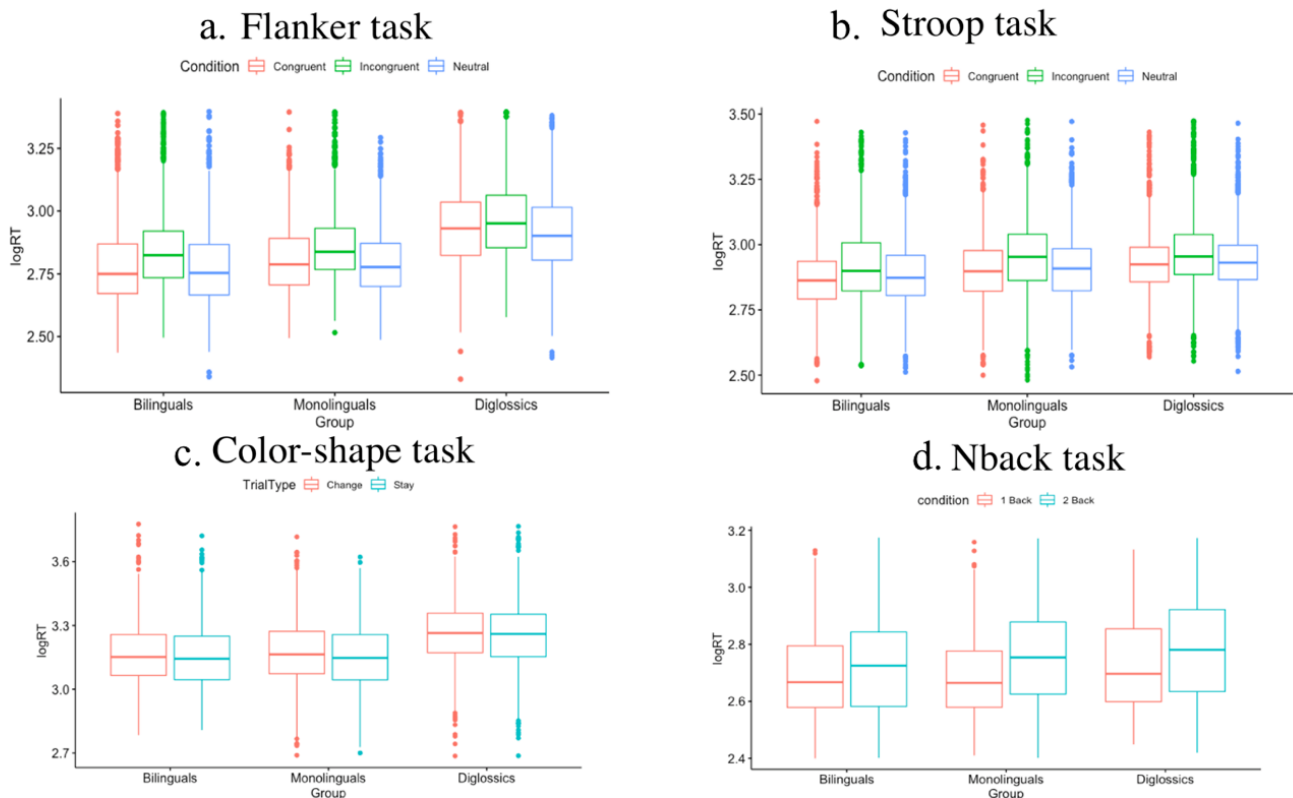 a. Flanker task
Condition Congruent Incongruent Neutral
3.25
3.00
2.75
2.50
logRT
Bilinguals Monolinguals Diglossics
Group
b. Stroop task
Condition Congruent Incongruent Neutral
3.50
3.25
3.00
2.75
2.50
logRT
Bilinguals Monolinguals Diglossics
Group
c. Color-shape task
TrialType Change Stay
3.6
3.3
3.0
2.7
logRT
Bilinguals Monolinguals Diglossics
Group
d. Nback task
condition 1 Back 2 Back
3.2
3.0
2.8
2.6
2.4
logRT
Bilinguals Monolinguals Diglossics
Group